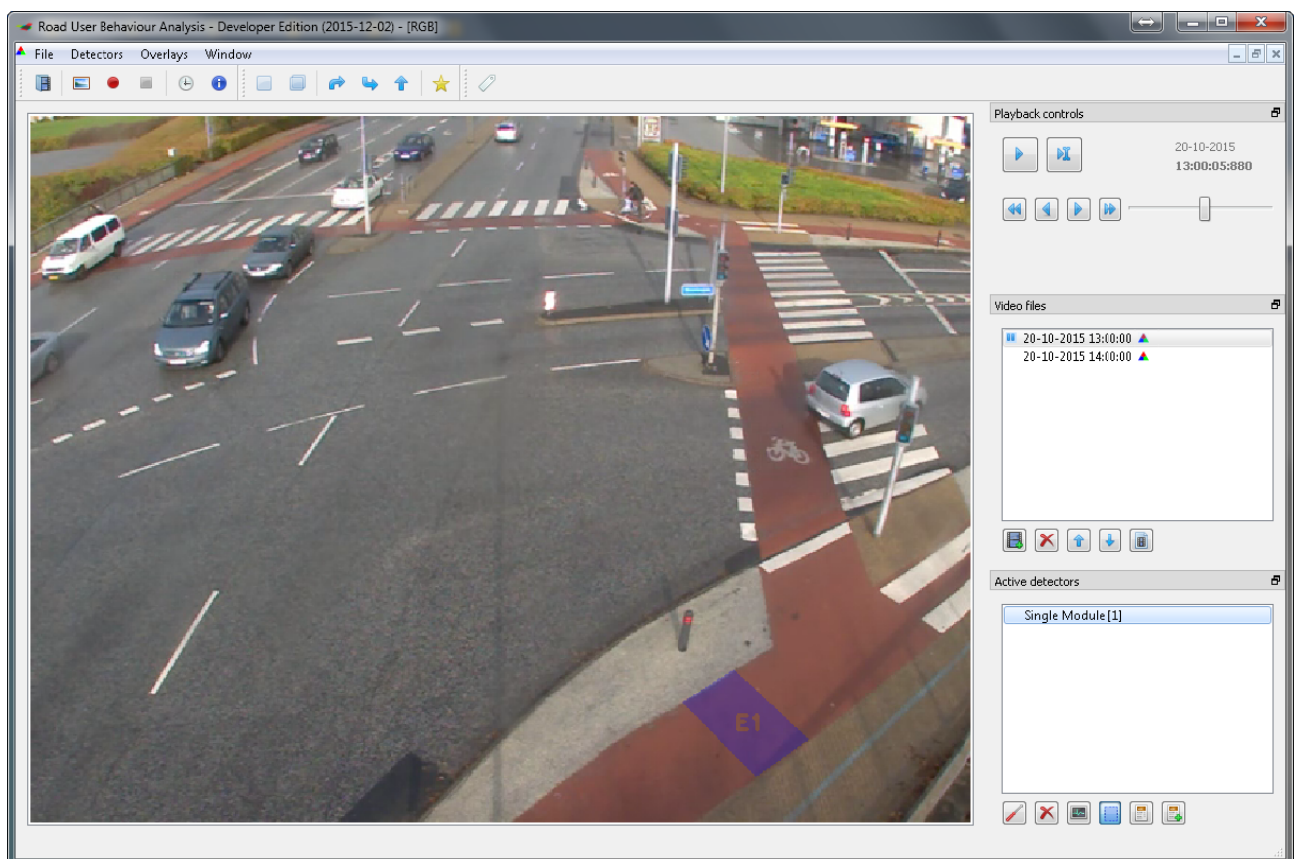 Road User Behaviour Analysis - Developer Edition (2015-12-02) - [RGB]
File Detectors Overlays Window
Playback controls
20-10-2015
13:00:05:880
Video files
20-10-2015 13:(0:00
20-10-2015 14:(0:00
Active detectors
Single Module[1]
E1